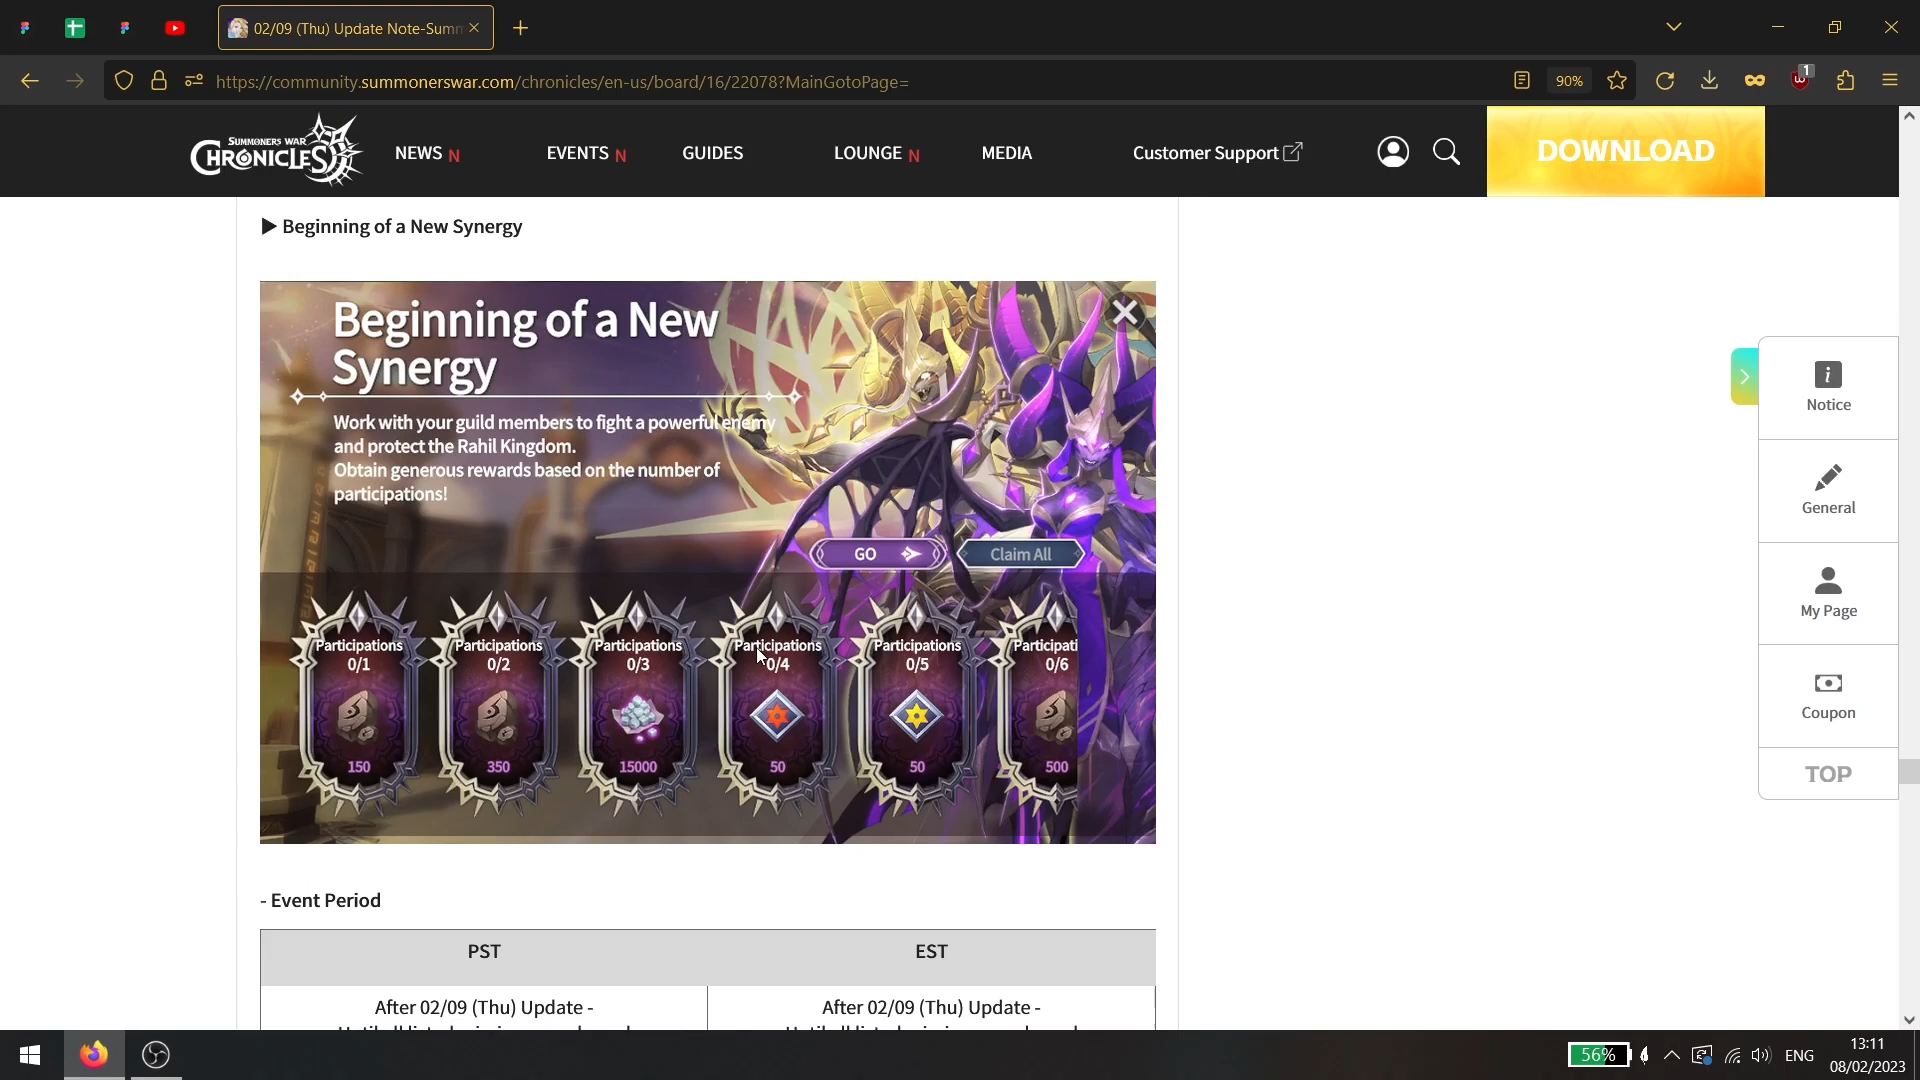 02/09 (Thu) Update Note-Summ
https://community.summonerswar.com/chronicles/en-us/board/16/22078?MainGotoPage=
90%
1
SUMMONERS WAR
CHRONICLES
NEWS N
EVENTS N
GUIDES
LOUNGE N
MEDIA
Customer Support
DOWNLOAD
▶ Beginning of a New Synergy
Beginning of a New
Synergy
Work with your guild members to fight a powerful enemy
and protect the Rahil Kingdom.
Obtain generous rewards based on the number of
participations!
GO
Claim All
Participations
0/1
150
Participations
0/2
350
Participations
0/3
15000
Participations
0/4
50
Participations
0/5
50
Participati
0/6
500
- Event Period
PST
EST
After 02/09 (Thu) Update -
After 02/09 (Thu) Update -
Notice
General
My Page
Coupon
TOP
56%
ENG
13:11
08/02/2023